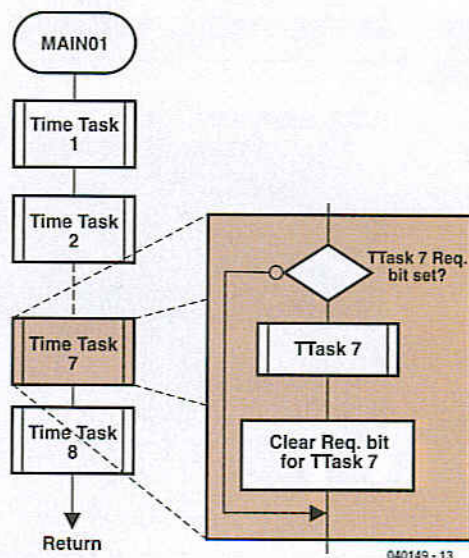 MAIN01
Time Task
1
Time Task
2
Time Task
7
Time Task
8
Return
TTask 7 Req.
bit set?
TTask 7
Clear Req. bit
for TTask 7
040149 - 13